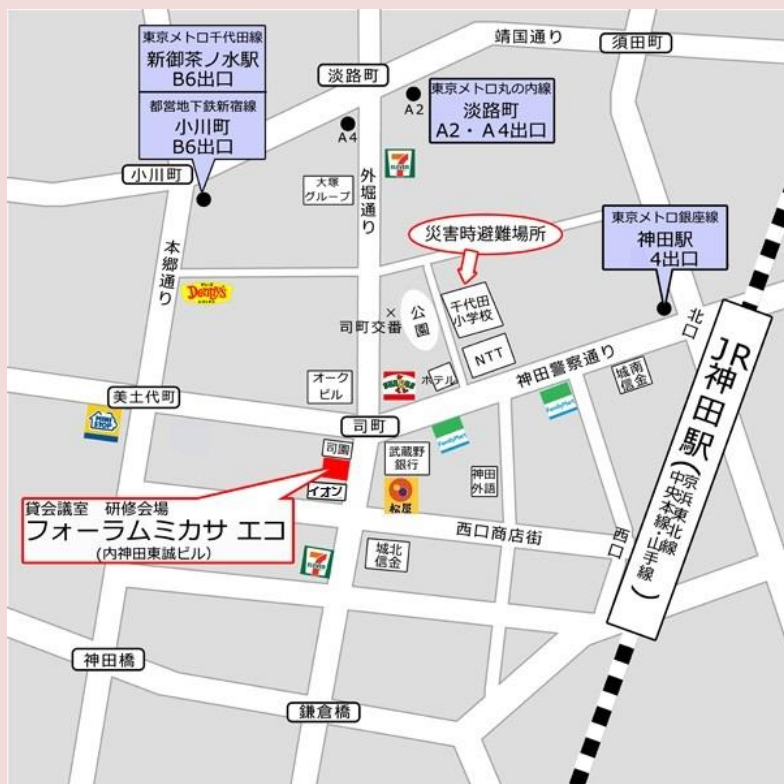 東京メトロ千代田線
新御茶ノ水駅
B6出口
都営地下鉄新宿線
小川町
B6出口
靖国通り
須田町
淡路町
A2
A4
東京メトロ丸の内線
淡路町
A2・A4出口
小川町
大塚
グループ
7
ELEVEN
外堀通り
本郷通り
災害時避難場所
東京メトロ銀座線
神田駅
4出口
Denny's
×
司町交番
公園
千代田
小学校
NTT
北口
オーク
ビル
ホテル
神田警察通り
城南
信金
美土代町
司町
FamilyMart
FamilyMart
司園
武蔵野
銀行
イオン
松屋
神田
外語
貸会議室 研修会場
フォーラムミカサ エコ
(内神田東誠ビル)
西口商店街
西口
JR神田駅
(京浜東北線・山手線
中央本線)
7
ELEVEN
城北
信金
神田橋
鎌倉橋